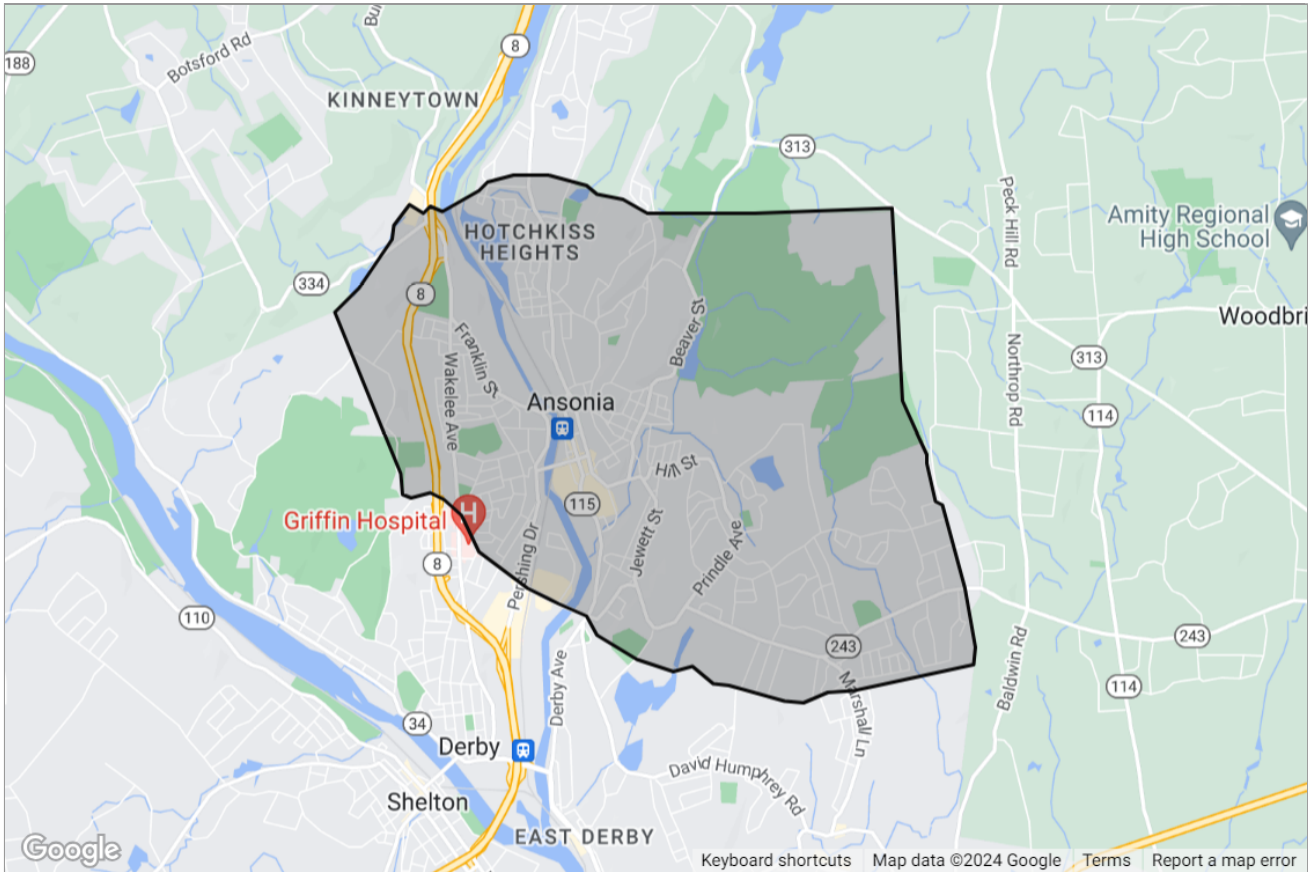 188
Botsford Rd
Bu
8
KINNEYTOWN
313
Peck Hill Rd
Amity Regional
High School
HOTCHKISS
HEIGHTS
334
8
Woodbri
Franklin St
Wakelee Ave
Beaver St
Northrop Rd
313
Ansonia
114
Hill St
115
Griffin Hospital
H
Jewett St
Prindle Ave
Pershing Dr
8
110
243
243
Derby Ave
Marshall Ln
Baldwin Rd
114
34
Derby
David Humphrey Rd
Shelton
EAST DERBY
Google
Keyboard shortcuts Map data ©2024 Google Terms Report a map error